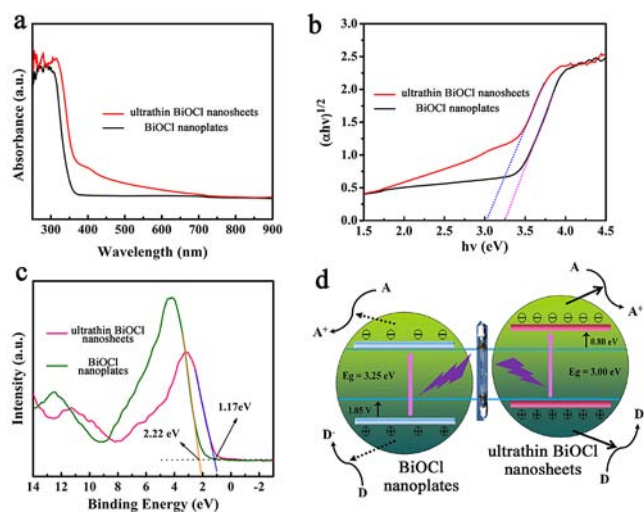 a
ultrathin BiOCl nanosheets
BiOCl nanoplates
Absorbance (a.u.)
300 400 500 600 700 800 900
Wavelength (nm)
b
2.5
2.0
1.5
1.0
0.5
0.0
ultrathin BiOCl nanosheets
BiOCl nanoplates
(αhν)1/2
1.5 2.0 2.5 3.0 3.5 4.0 4.5
hν (eV)
c
ultrathin BiOCl
nanosheets
BiOCl
nanoplates
Intensity (a.u.)
1.17eV
2.22 eV
14 12 10 8 6 4 2 0 -2
Binding Energy (eV)
d
A
A+
Eg = 3.25 eV
1.05 V
D-
D
BiOCl
nanoplates
A
A+
0.80 eV
Eg = 3.00 eV
D
D
ultrathin BiOCl
nanosheets